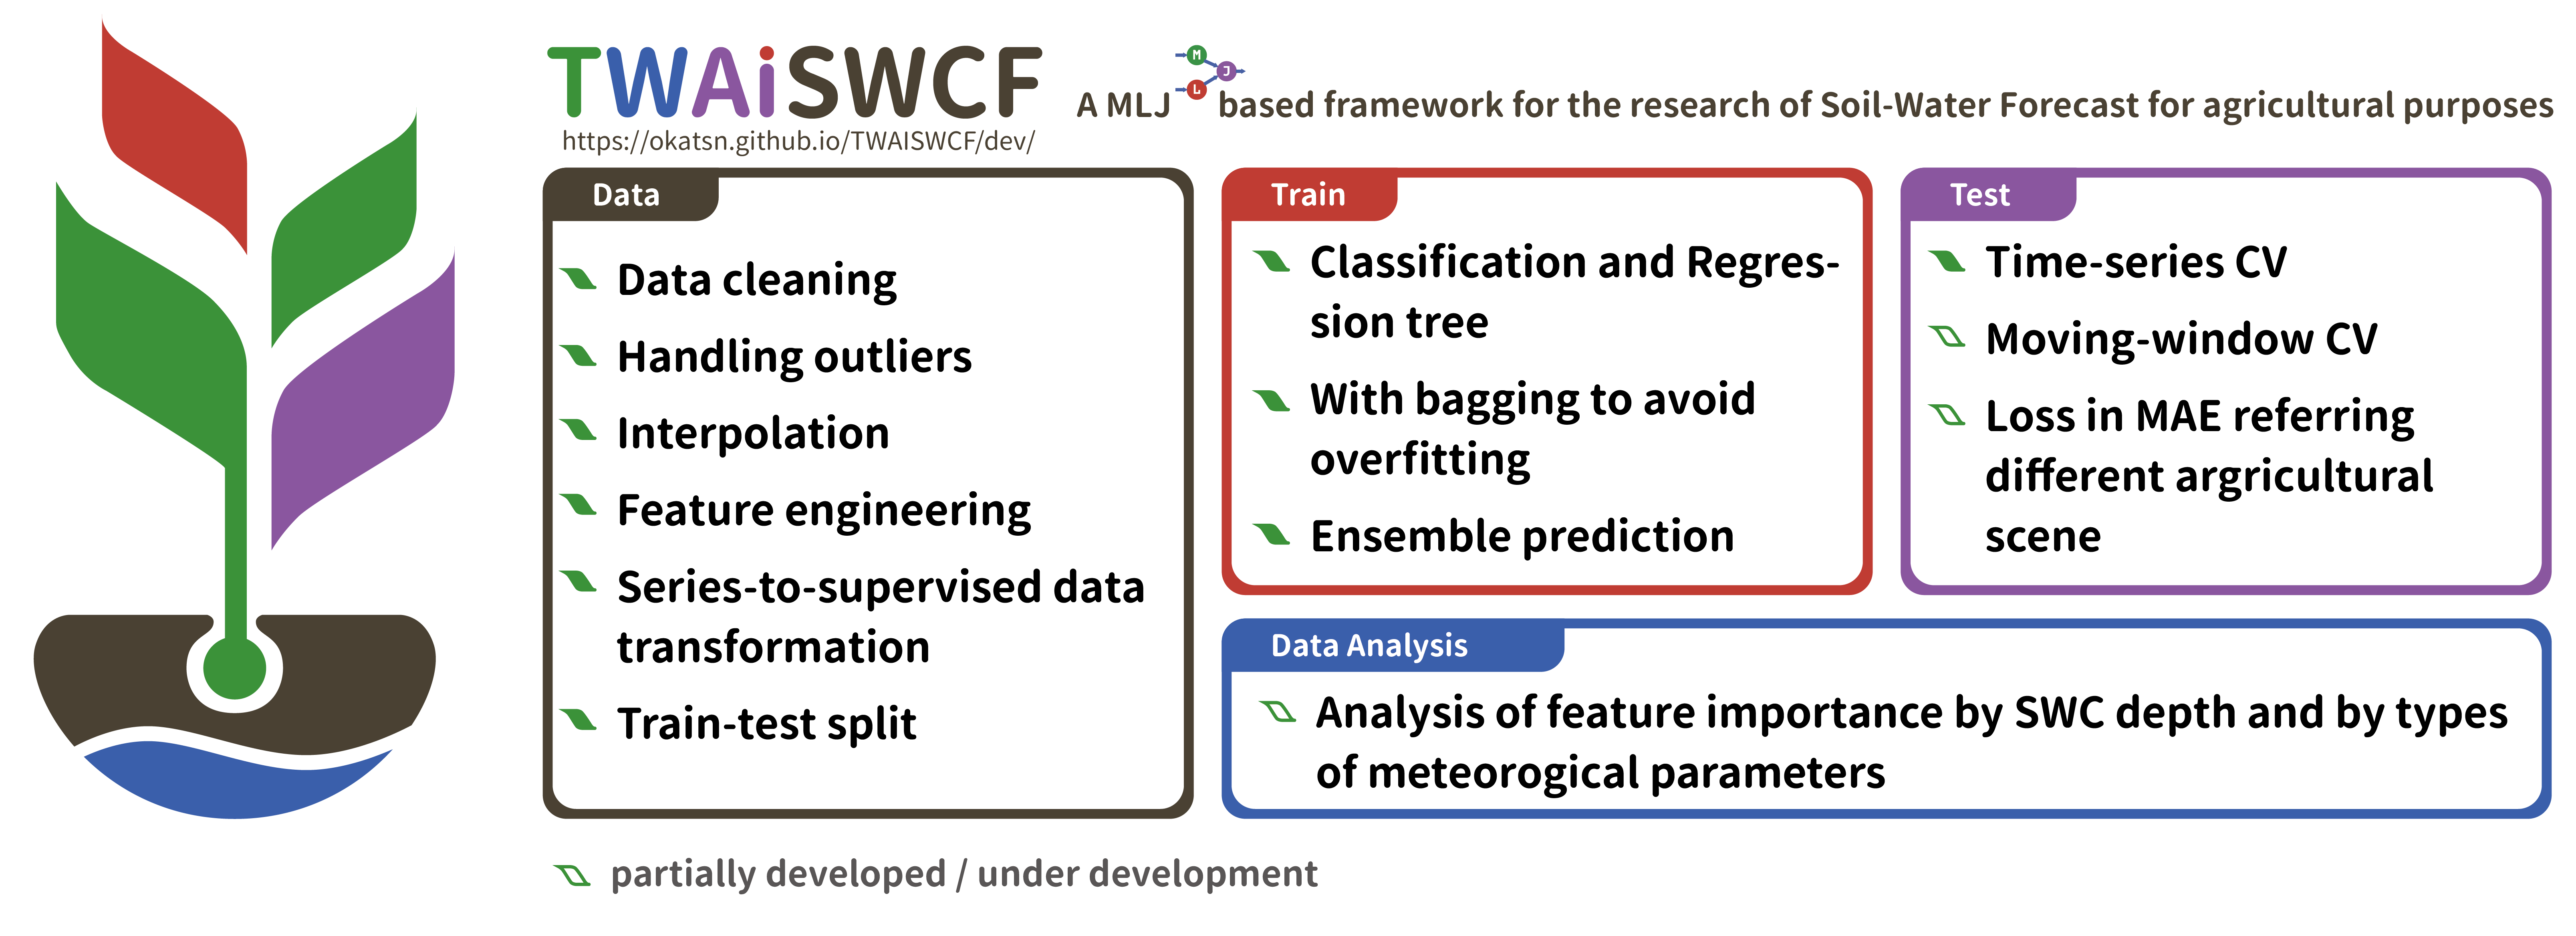 TWAiSWCF
https://okatsn.github.io/TWAISWCF/dev/
A MLJ M L J based framework for the research of Soil-Water Forecast for agricultural purposes
Data
Data cleaning
Handling outliers
Interpolation
Feature engineering
Series-to-supervised data
transformation
Train-test split
Train
Classification and Regres-
sion tree
With bagging to avoid
overfitting
Ensemble prediction
Test
Time-series CV
Moving-window CV
Loss in MAE referring
different argricultural
scene
Data Analysis
Analysis of feature importance by SWC depth and by types
of meteorogical parameters
partially developed / under development